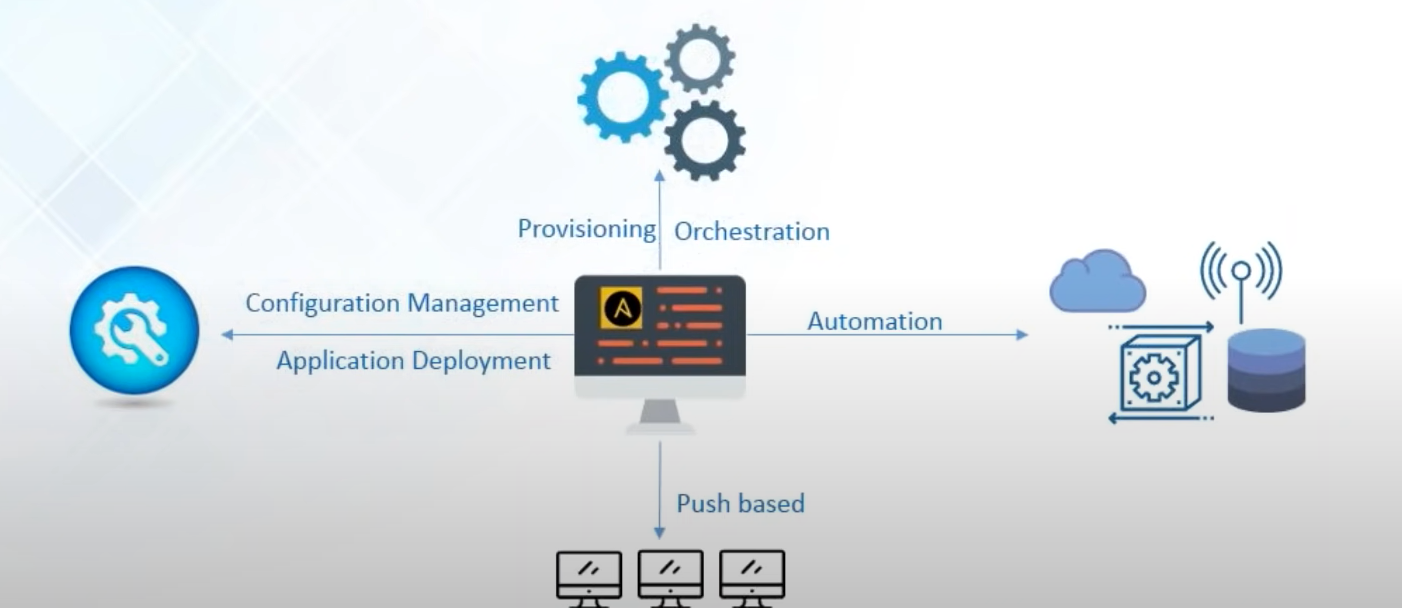 Provisioning
Orchestration
Configuration Management
Automation
Application Deployment
Push based